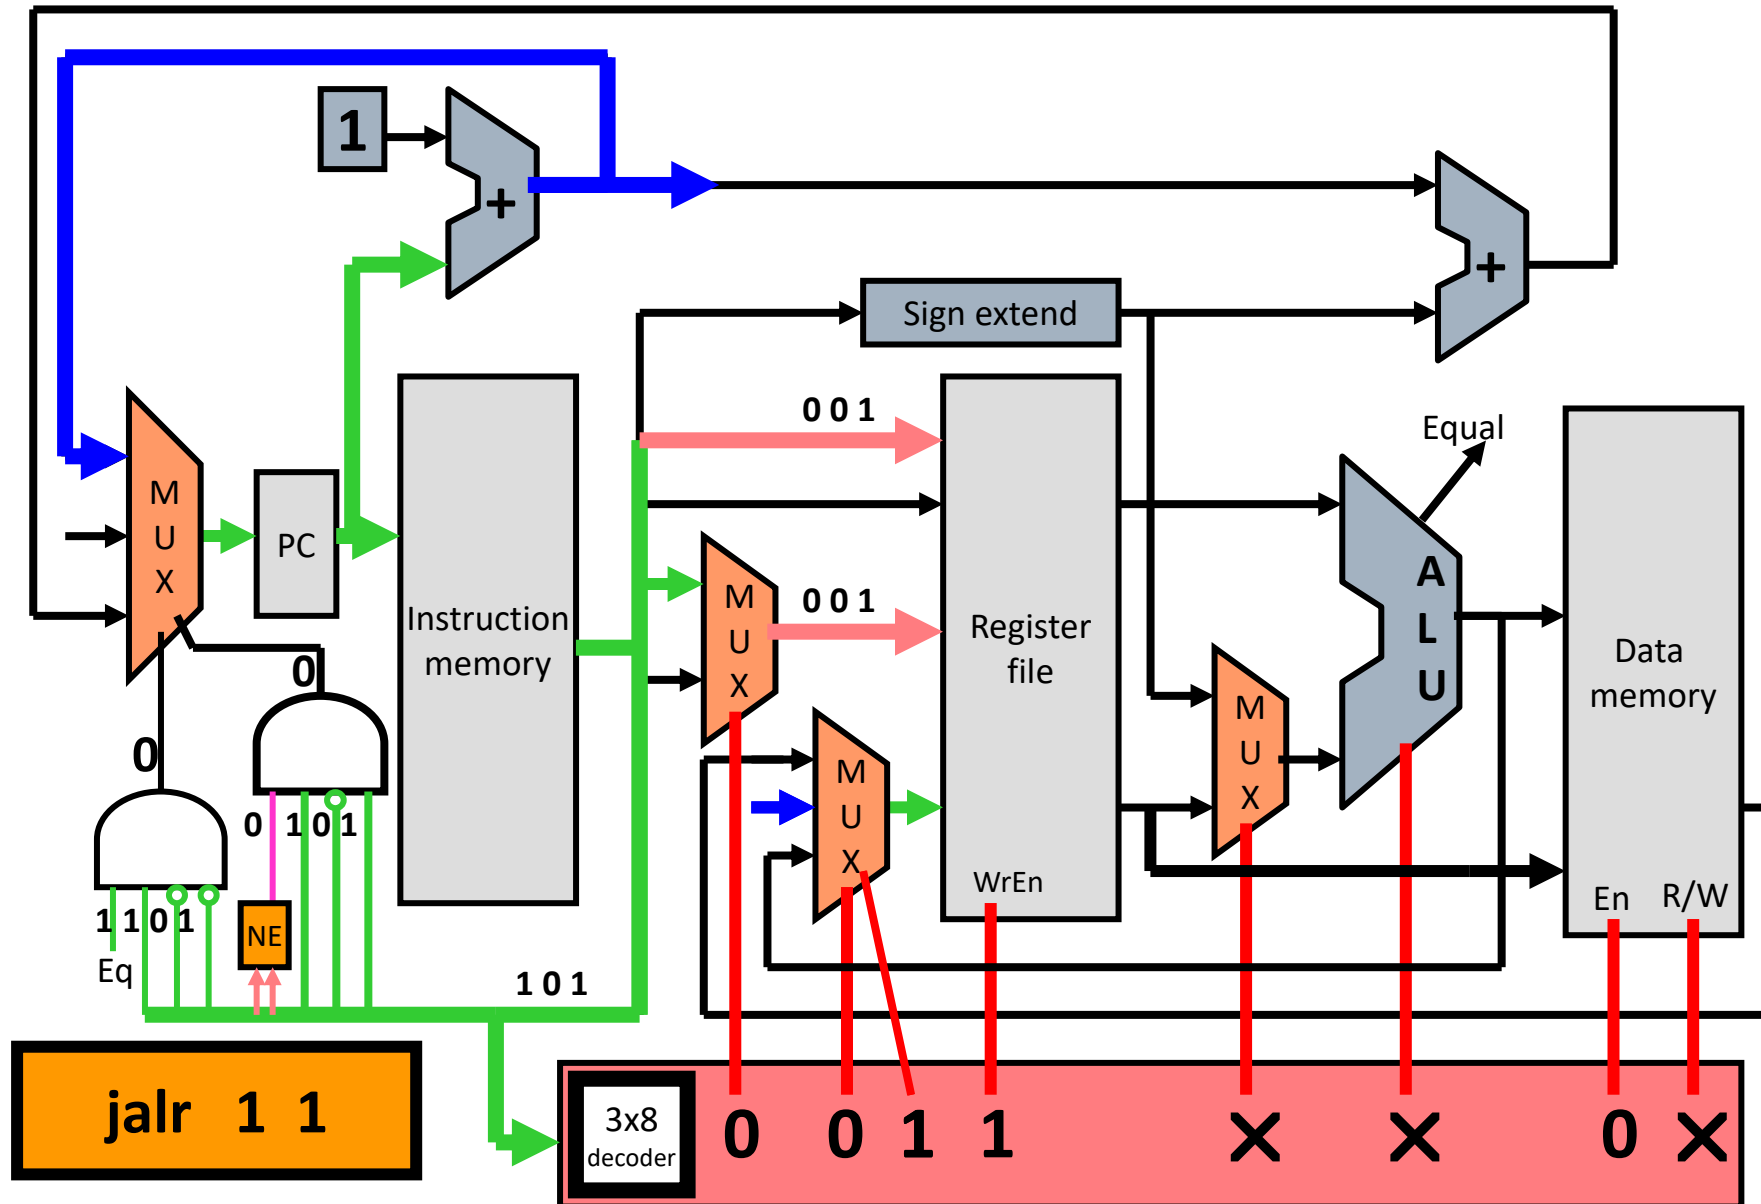 1
+
+
Sign extend
0 0 1
Equal
M
U
X
PC
Instruction
memory
M
U
X
0 0 1
Register
file
WrEn
A
L
U
M
U
X
Data
memory
En R/W
0
0
0 1 0 1
1 1 0 1
Eq
NE
M
U
X
1 0 1
jalr 1 1
3x8
decoder
0 0 1 1 X X 0 X